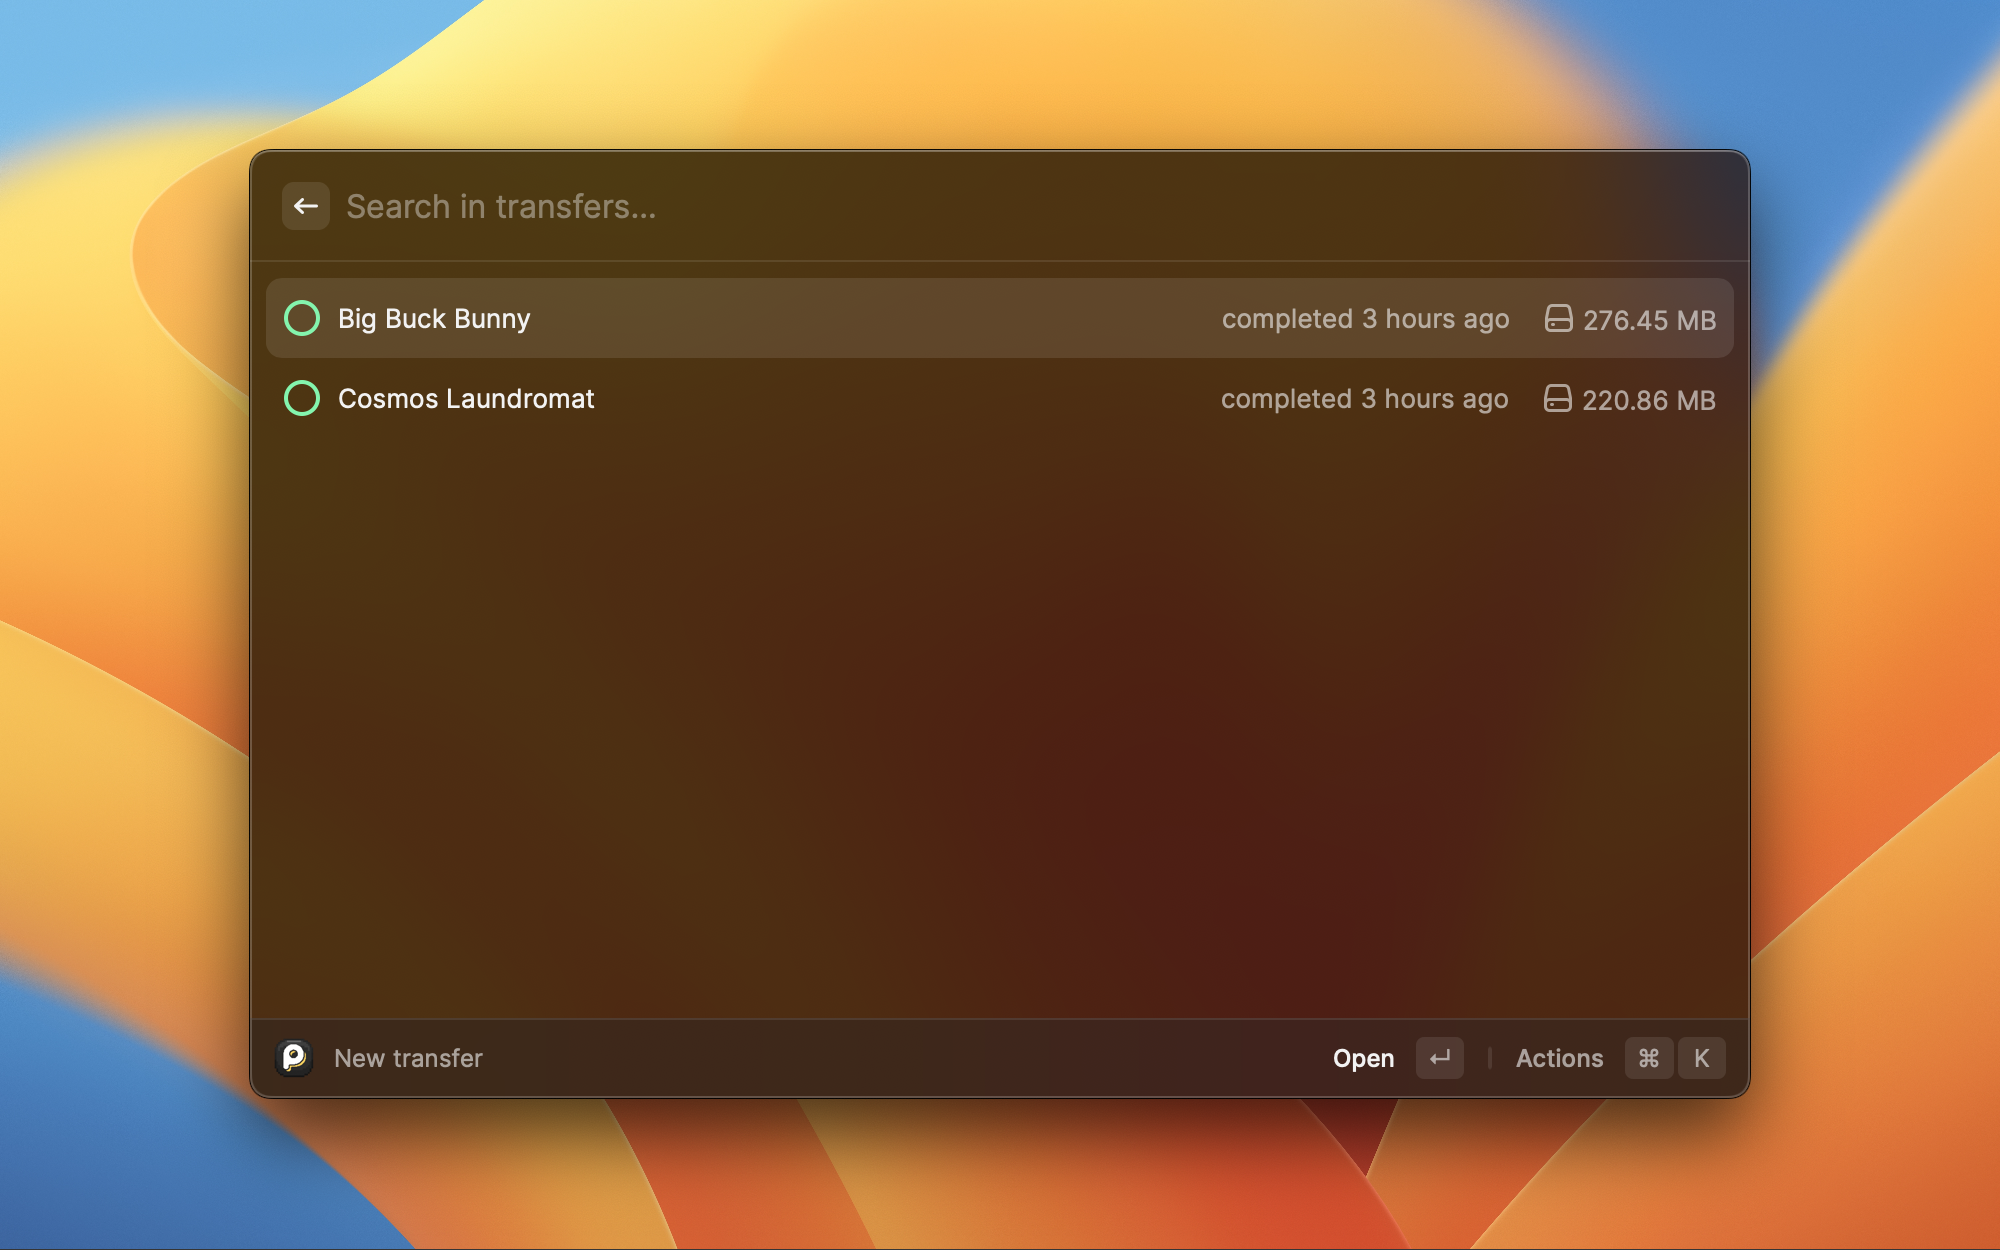 Search in transfers...
Big Buck Bunny completed 3 hours ago 276.45 MB
Cosmos Laundromat completed 3 hours ago 220.86 MB
New transfer Open ↵ Actions ⌘ K